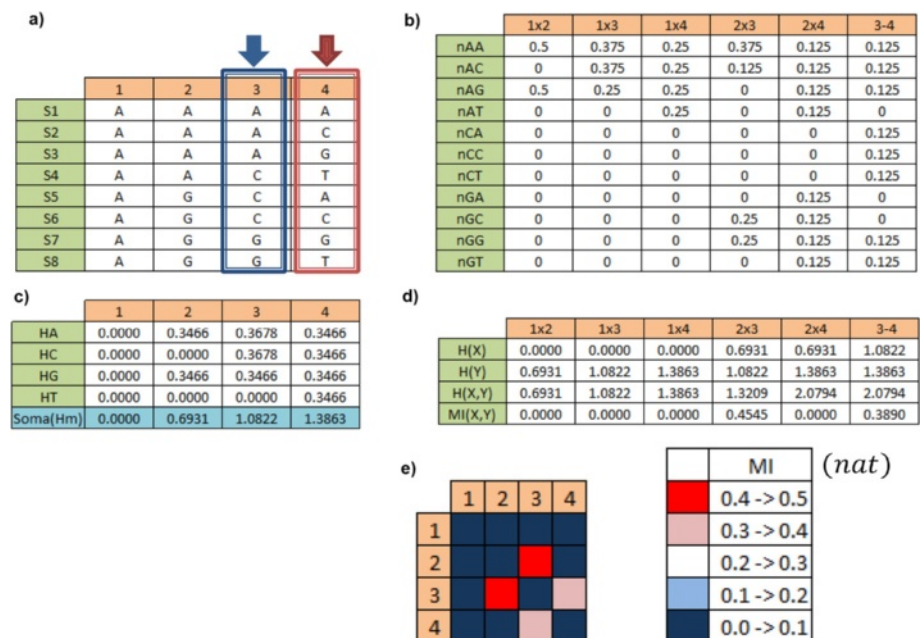 a)
1 2 3 4
S1 A A A A
S2 A A A C
S3 A A A G
S4 A A C T
S5 A G C A
S6 A G C C
S7 A G G G
S8 A G G T
b)
1x2 1x3 1x4 2x3 2x4 3-4
nAA 0.5 0.375 0.25 0.375 0.125 0.125
nAC 0 0.375 0.25 0.125 0.125 0.125
nAG 0.5 0.25 0.25 0 0.125 0.125
nAT 0 0 0.25 0 0.125 0
nCA 0 0 0 0 0 0.125
nCC 0 0 0 0 0 0.125
nCT 0 0 0 0 0 0.125
nGA 0 0 0 0 0.125 0
nGC 0 0 0 0.25 0.125 0
nGG 0 0 0 0.25 0.125 0.125
nGT 0 0 0 0 0.125 0.125
c)
1 2 3 4
HA 0.0000 0.3466 0.3678 0.3466
HC 0.0000 0.0000 0.3678 0.3466
HG 0.0000 0.3466 0.3466 0.3466
HT 0.0000 0.0000 0.0000 0.3466
Soma(Hm) 0.0000 0.6931 1.0822 1.3863
d)
1x2 1x3 1x4 2x3 2x4 3-4
H(X) 0.0000 0.0000 0.0000 0.6931 0.6931 1.0822
H(Y) 0.6931 1.0822 1.3863 1.0822 1.3863 1.3863
H(X,Y) 0.6931 1.0822 1.3863 1.3209 2.0794 2.0794
MI(X,Y) 0.0000 0.0000 0.0000 0.4545 0.0000 0.3890
e)
1 2 3 4
1
2
3
4
MI (nat)
0.4 -> 0.5
0.3 -> 0.4
0.2 -> 0.3
0.1 -> 0.2
0.0 -> 0.1